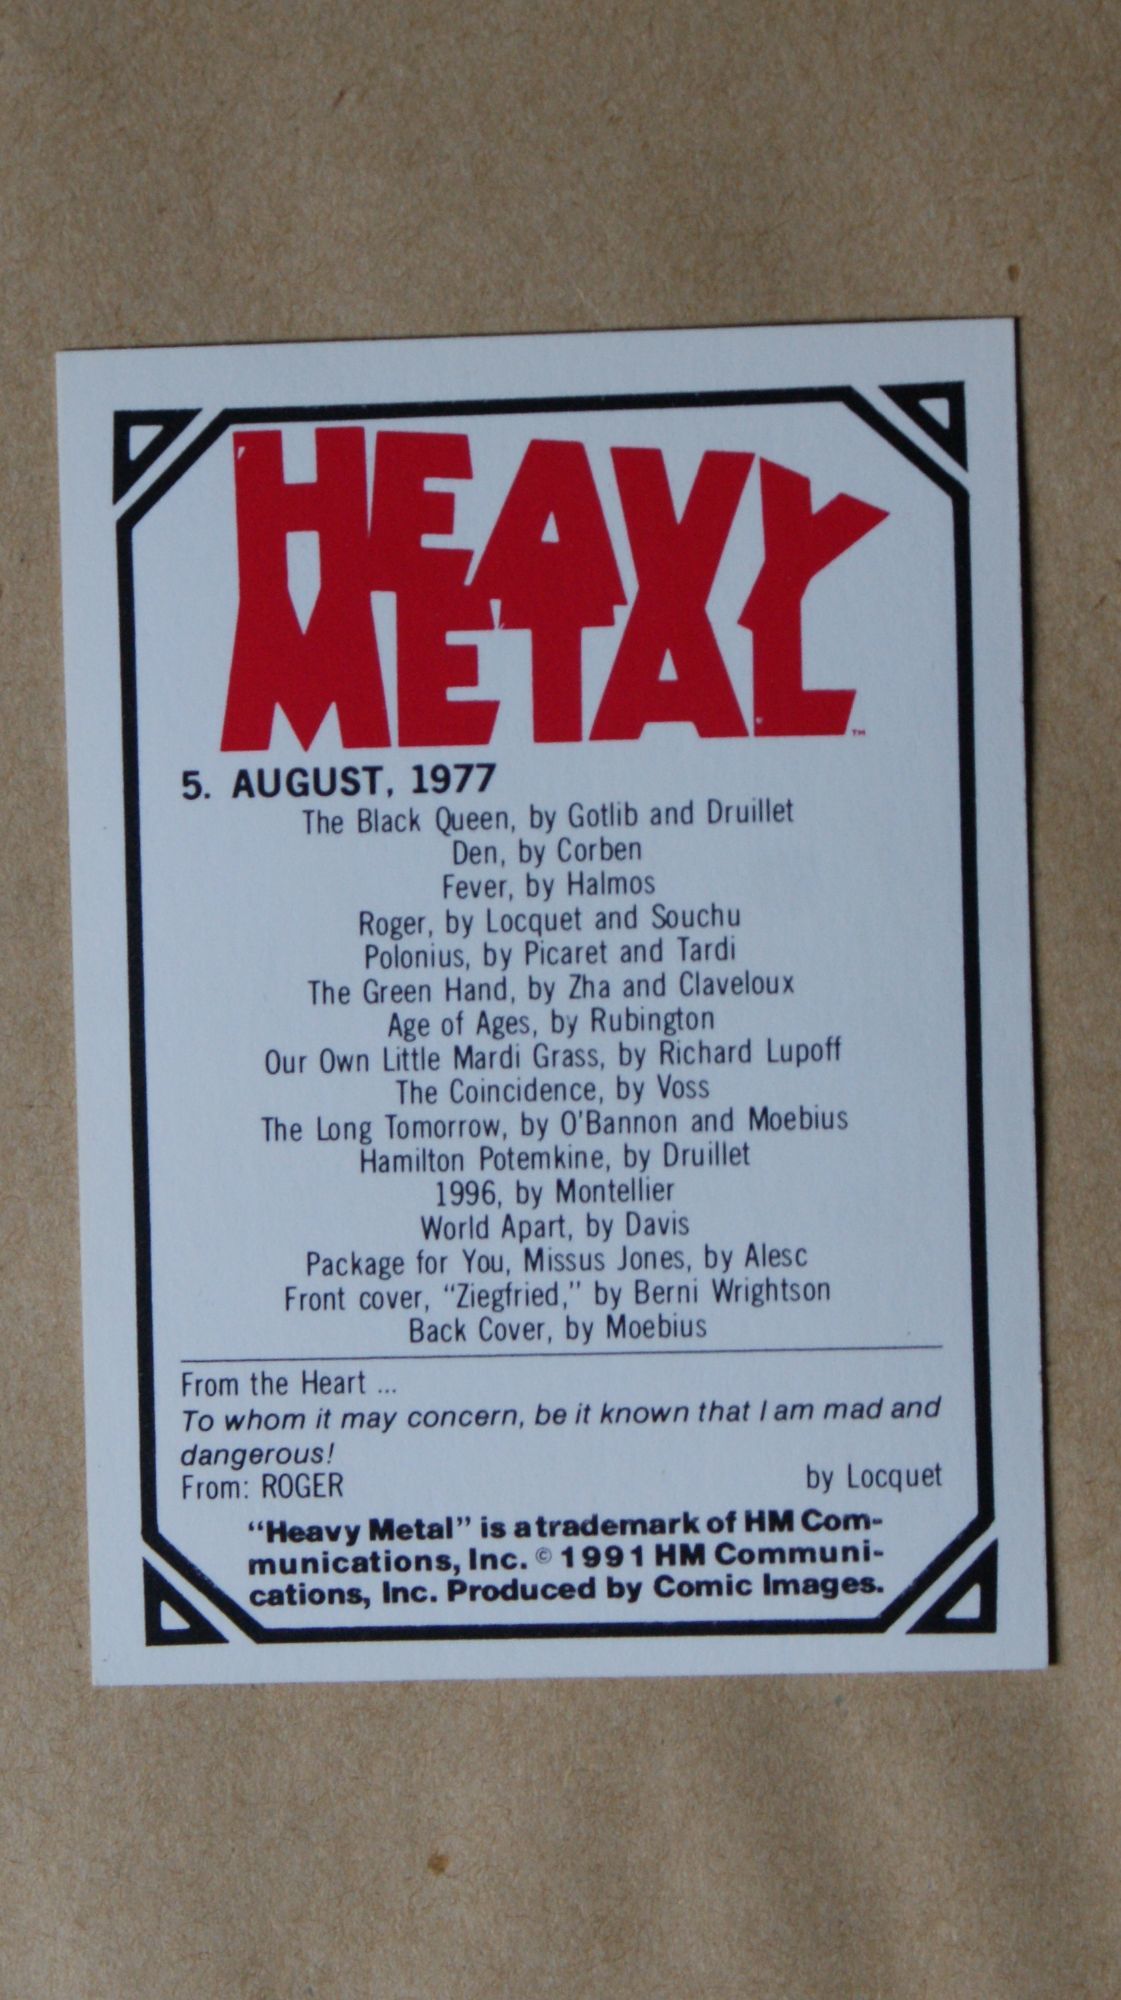 HEAVY
METAL™
5. AUGUST, 1977
The Black Queen, by Gotlib and Druillet
Den, by Corben
Fever, by Halmos
Roger, by Locquet and Souchu
Polonius, by Picaret and Tardi
The Green Hand, by Zha and Claveloux
Age of Ages, by Rubington
Our Own Little Mardi Grass, by Richard Lupoff
The Coincidence, by Voss
The Long Tomorrow, by O'Bannon and Moebius
Hamilton Potemkine, by Druillet
1996, by Montellier
World Apart, by Davis
Package for You, Missus Jones, by Alesc
Front cover, “Ziegfried,” by Berni Wrightson
Back Cover, by Moebius
From the Heart ...
To whom it may concern, be it known that I am mad and
dangerous!
From: ROGER by Locquet
“Heavy Metal” is a trademark of HM Com-
munications, Inc. © 1991 HM Communi-
cations, Inc. Produced by Comic Images.